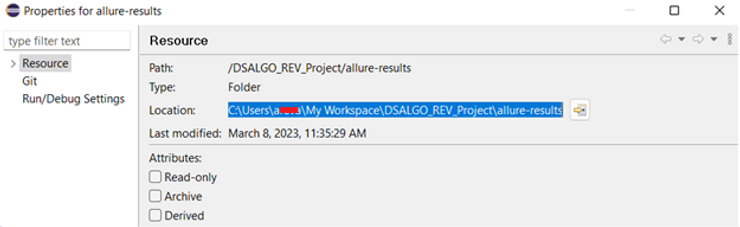 Properties for allure-results
type filter text
Resource
Git
Run/Debug Settings
Resource
Path: /DSALGO_REV_Project/allure-results
Type: Folder
Location: C:\Users\a a\My Workspace\DSALGO_REV_Project\allure-results
Last modified: March 8, 2023, 11:35:29 AM
Attributes:
Read-only
Archive
Derived